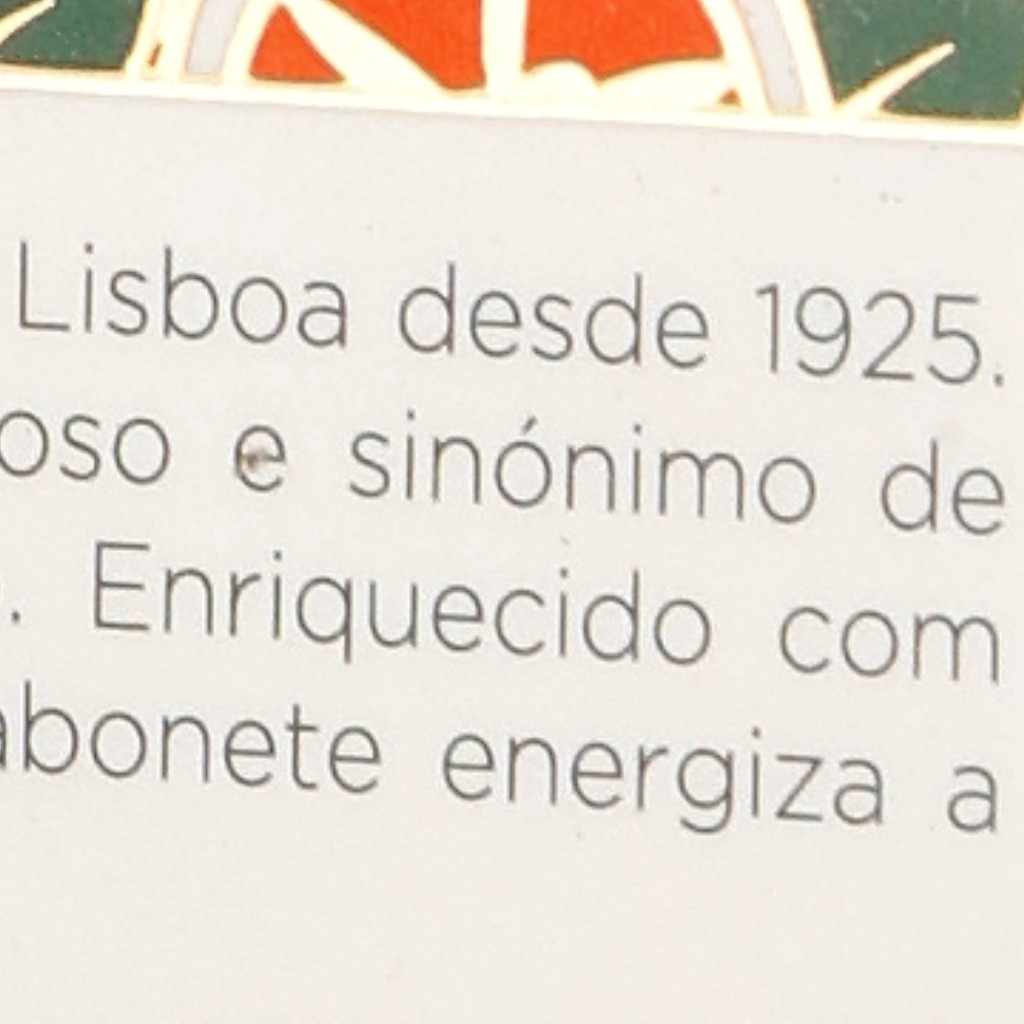 Lisboa desde 1925.
oso e sinónimo de
. Enriquecido com
abonete energiza a